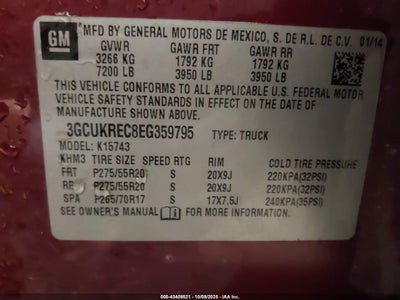 GM
MFD BY GENERAL MOTORS DE MEXICO, S. DE R.L. DE C.V. 01/14
GVWR GAWR FRT GAWR RR
3266 KG 1792 KG 1792 KG
7200 LB 3950 LB 3950 LB
THIS VEHICLE CONFORMS TO ALL APPLICABLE U.S. FEDERAL MOTOR
VEHICLE SAFETY STANDARDS IN EFFECT ON THE DATE OF MANUFACTURE
SHOWN ABOVE.
3GCUKREC8EG359795 TYPE: TRUCK
MODEL: K15743
KHM3 TIRE SIZE SPEED RTG RIM COLD TIRE PRESSURE
FRT P275/55R20 S 20X9J 220KPA(32PSI)
RR P275/55R20 S 20X9J 220KPA(32PSI)
SPA P265/70R17 S 17X7.5J 240KPA(35PSI)
SEE OWNER'S MANUAL FOR MORE INFORMATION.
© 43409521 - 10/09/2025 - © IAA Inc.